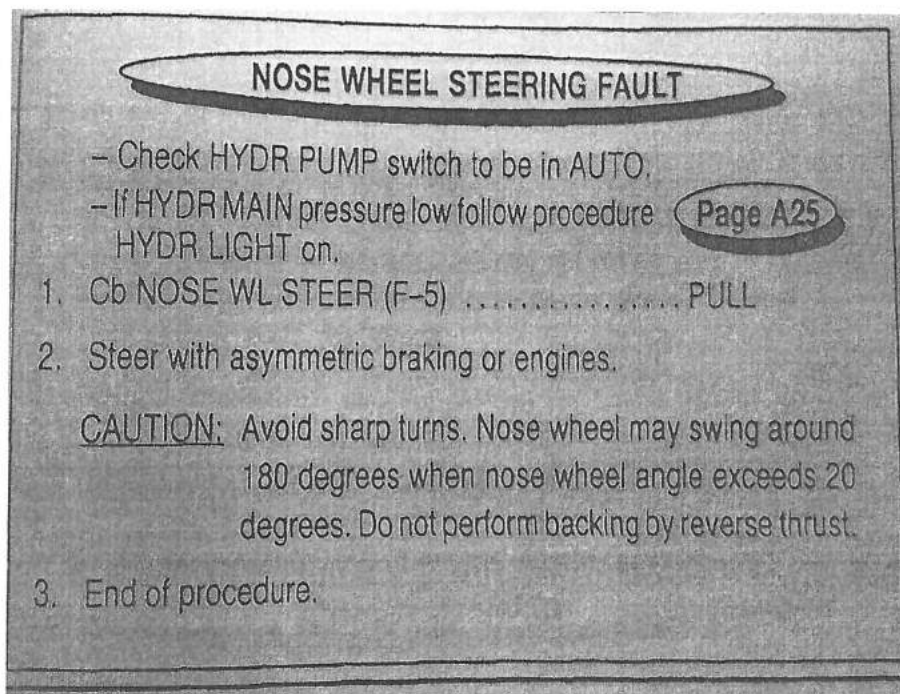 NOSE WHEEL STEERING FAULT
– Check HYDR PUMP switch to be in AUTO.
– If HYDR MAIN pressure low follow procedure Page A25
HYDR LIGHT on.
1. Cb NOSE WL STEER (F–5) ................ PULL
2. Steer with asymmetric braking or engines.
CAUTION: Avoid sharp turns. Nose wheel may swing around
180 degrees when nose wheel angle exceeds 20
degrees. Do not perform backing by reverse thrust.
3. End of procedure.